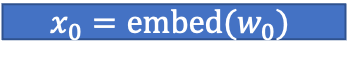 x₀ = embed(w₀)